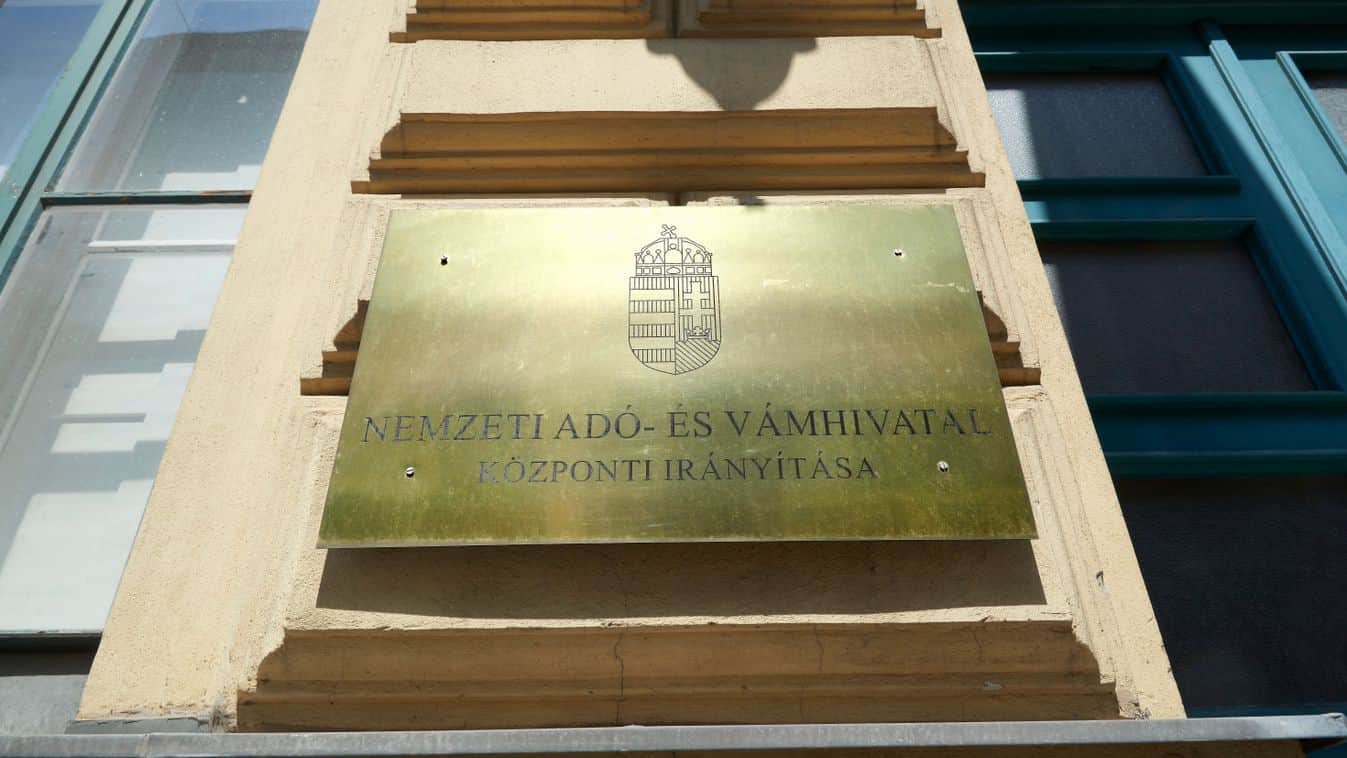 NEMZETI ADÓ- ÉS VÁMHIVATAL
KÖZPONTI IRÁNYÍTÁSA